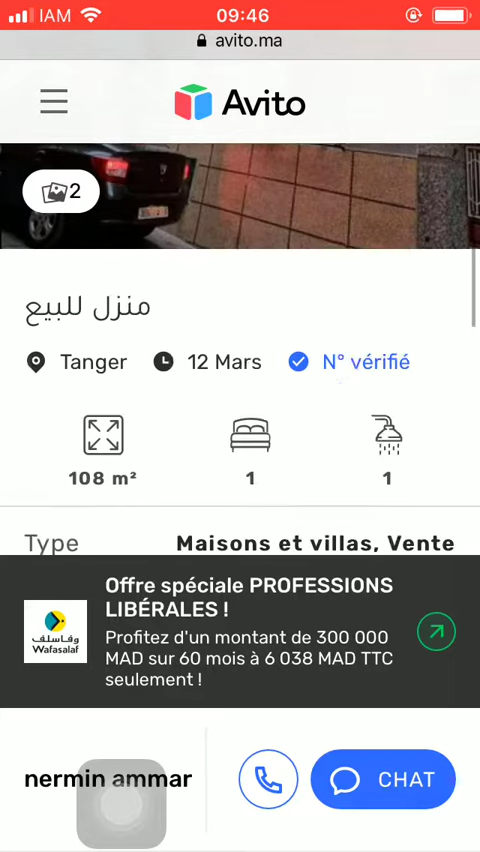 IAM 09:46
avito.ma
Avito
2
منزل للبيع
Tanger 12 Mars N° vérifié
108 m² 1 1
Type Maisons et villas, Vente
Offre spéciale PROFESSIONS
LIBÉRALES !
Profitez d'un montant de 300 000
MAD sur 60 mois à 6 038 MAD TTC
seulement !
وفاسلف
Wafasalaf
nermin ammar CHAT